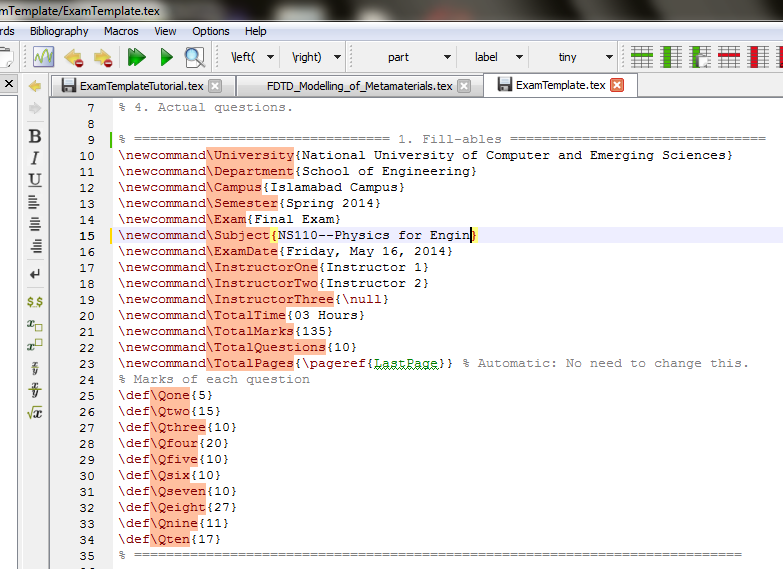 mTemplate/ExamTemplate.tex
rds Bibliography Macros View Options Help
\left( \right) part label tiny
ExamTemplateTutorial.tex FDTD_Modelling_of_Metamaterials.tex ExamTemplate.tex
7 % 4. Actual questions.
8
9 % ================================ 1. Fill-ables ================================
10 \newcommand\University{National University of Computer and Emerging Sciences}
11 \newcommand\Department{School of Engineering}
12 \newcommand\Campus{Islamabad Campus}
13 \newcommand\Semester{Spring 2014}
14 \newcommand\Exam{Final Exam}
15 \newcommand\Subject{NS110--Physics for Engin}
16 \newcommand\ExamDate{Friday, May 16, 2014}
17 \newcommand\InstructorOne{Instructor 1}
18 \newcommand\InstructorTwo{Instructor 2}
19 \newcommand\InstructorThree{\null}
20 \newcommand\TotalTime{03 Hours}
21 \newcommand\TotalMarks{135}
22 \newcommand\TotalQuestions{10}
23 \newcommand\TotalPages{\pageref{LastPage}} % Automatic: No need to change this.
24 % Marks of each question
25 \def\Qone{5}
26 \def\Qtwo{15}
27 \def\Qthree{10}
28 \def\Qfour{20}
29 \def\Qfive{10}
30 \def\Qsix{10}
31 \def\Qseven{10}
32 \def\Qeight{27}
33 \def\Qnine{11}
34 \def\Qten{17}
35 % ============================================================================
B
I
U
$.$
x
x
x/y
x/y
√x